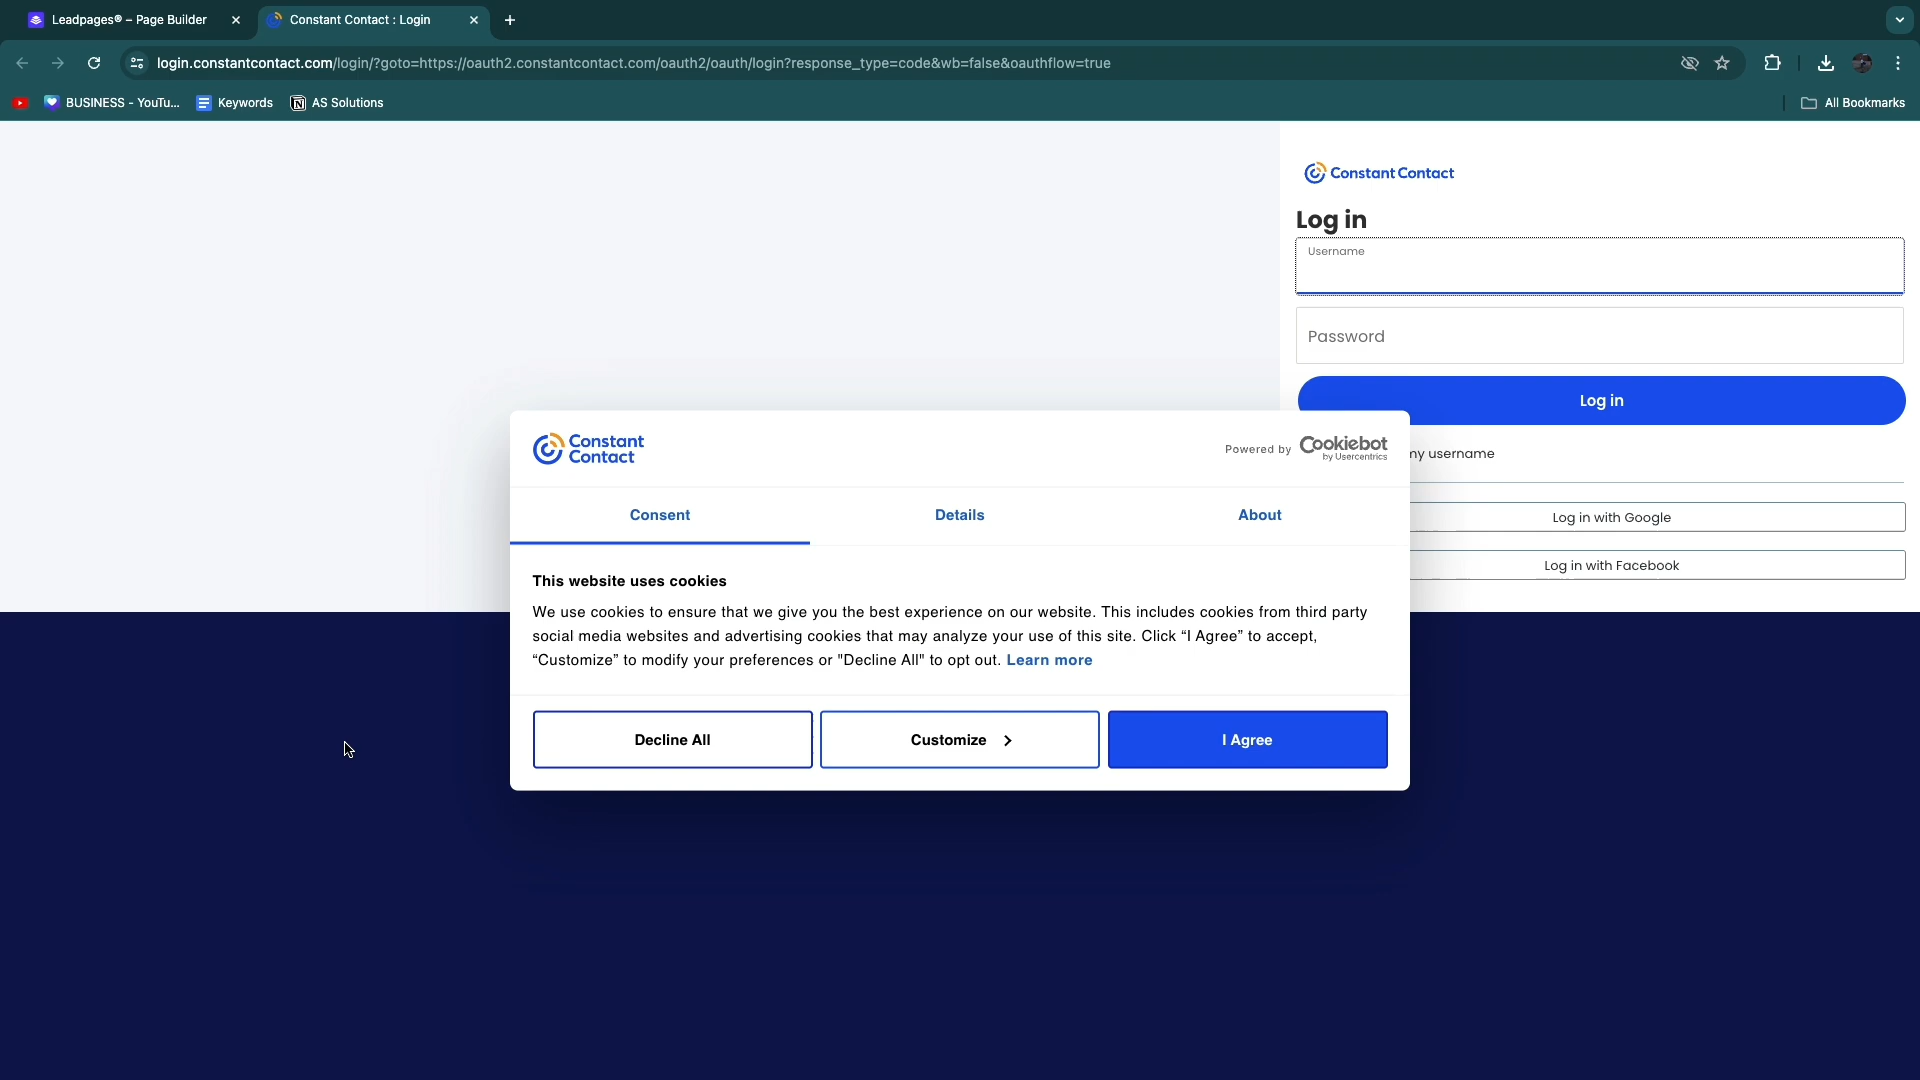 Leadpages® – Page Builder
Constant Contact : Login
login.constantcontact.com/login/?goto=https://oauth2.constantcontact.com/oauth2/oauth/login?response_type=code&wb=false&oauthflow=true
BUSINESS - YouTu...
Keywords
AS Solutions
All Bookmarks
Constant Contact
Log in
Username
Password
Log in
my username
Log in with Google
Log in with Facebook
Constant
Contact
Powered by Cookiebot
by Usercentrics
Consent
Details
About
This website uses cookies
We use cookies to ensure that we give you the best experience on our website. This includes cookies from third party
social media websites and advertising cookies that may analyze your use of this site. Click “I Agree” to accept,
“Customize” to modify your preferences or "Decline All" to opt out. Learn more
Decline All
Customize
I Agree